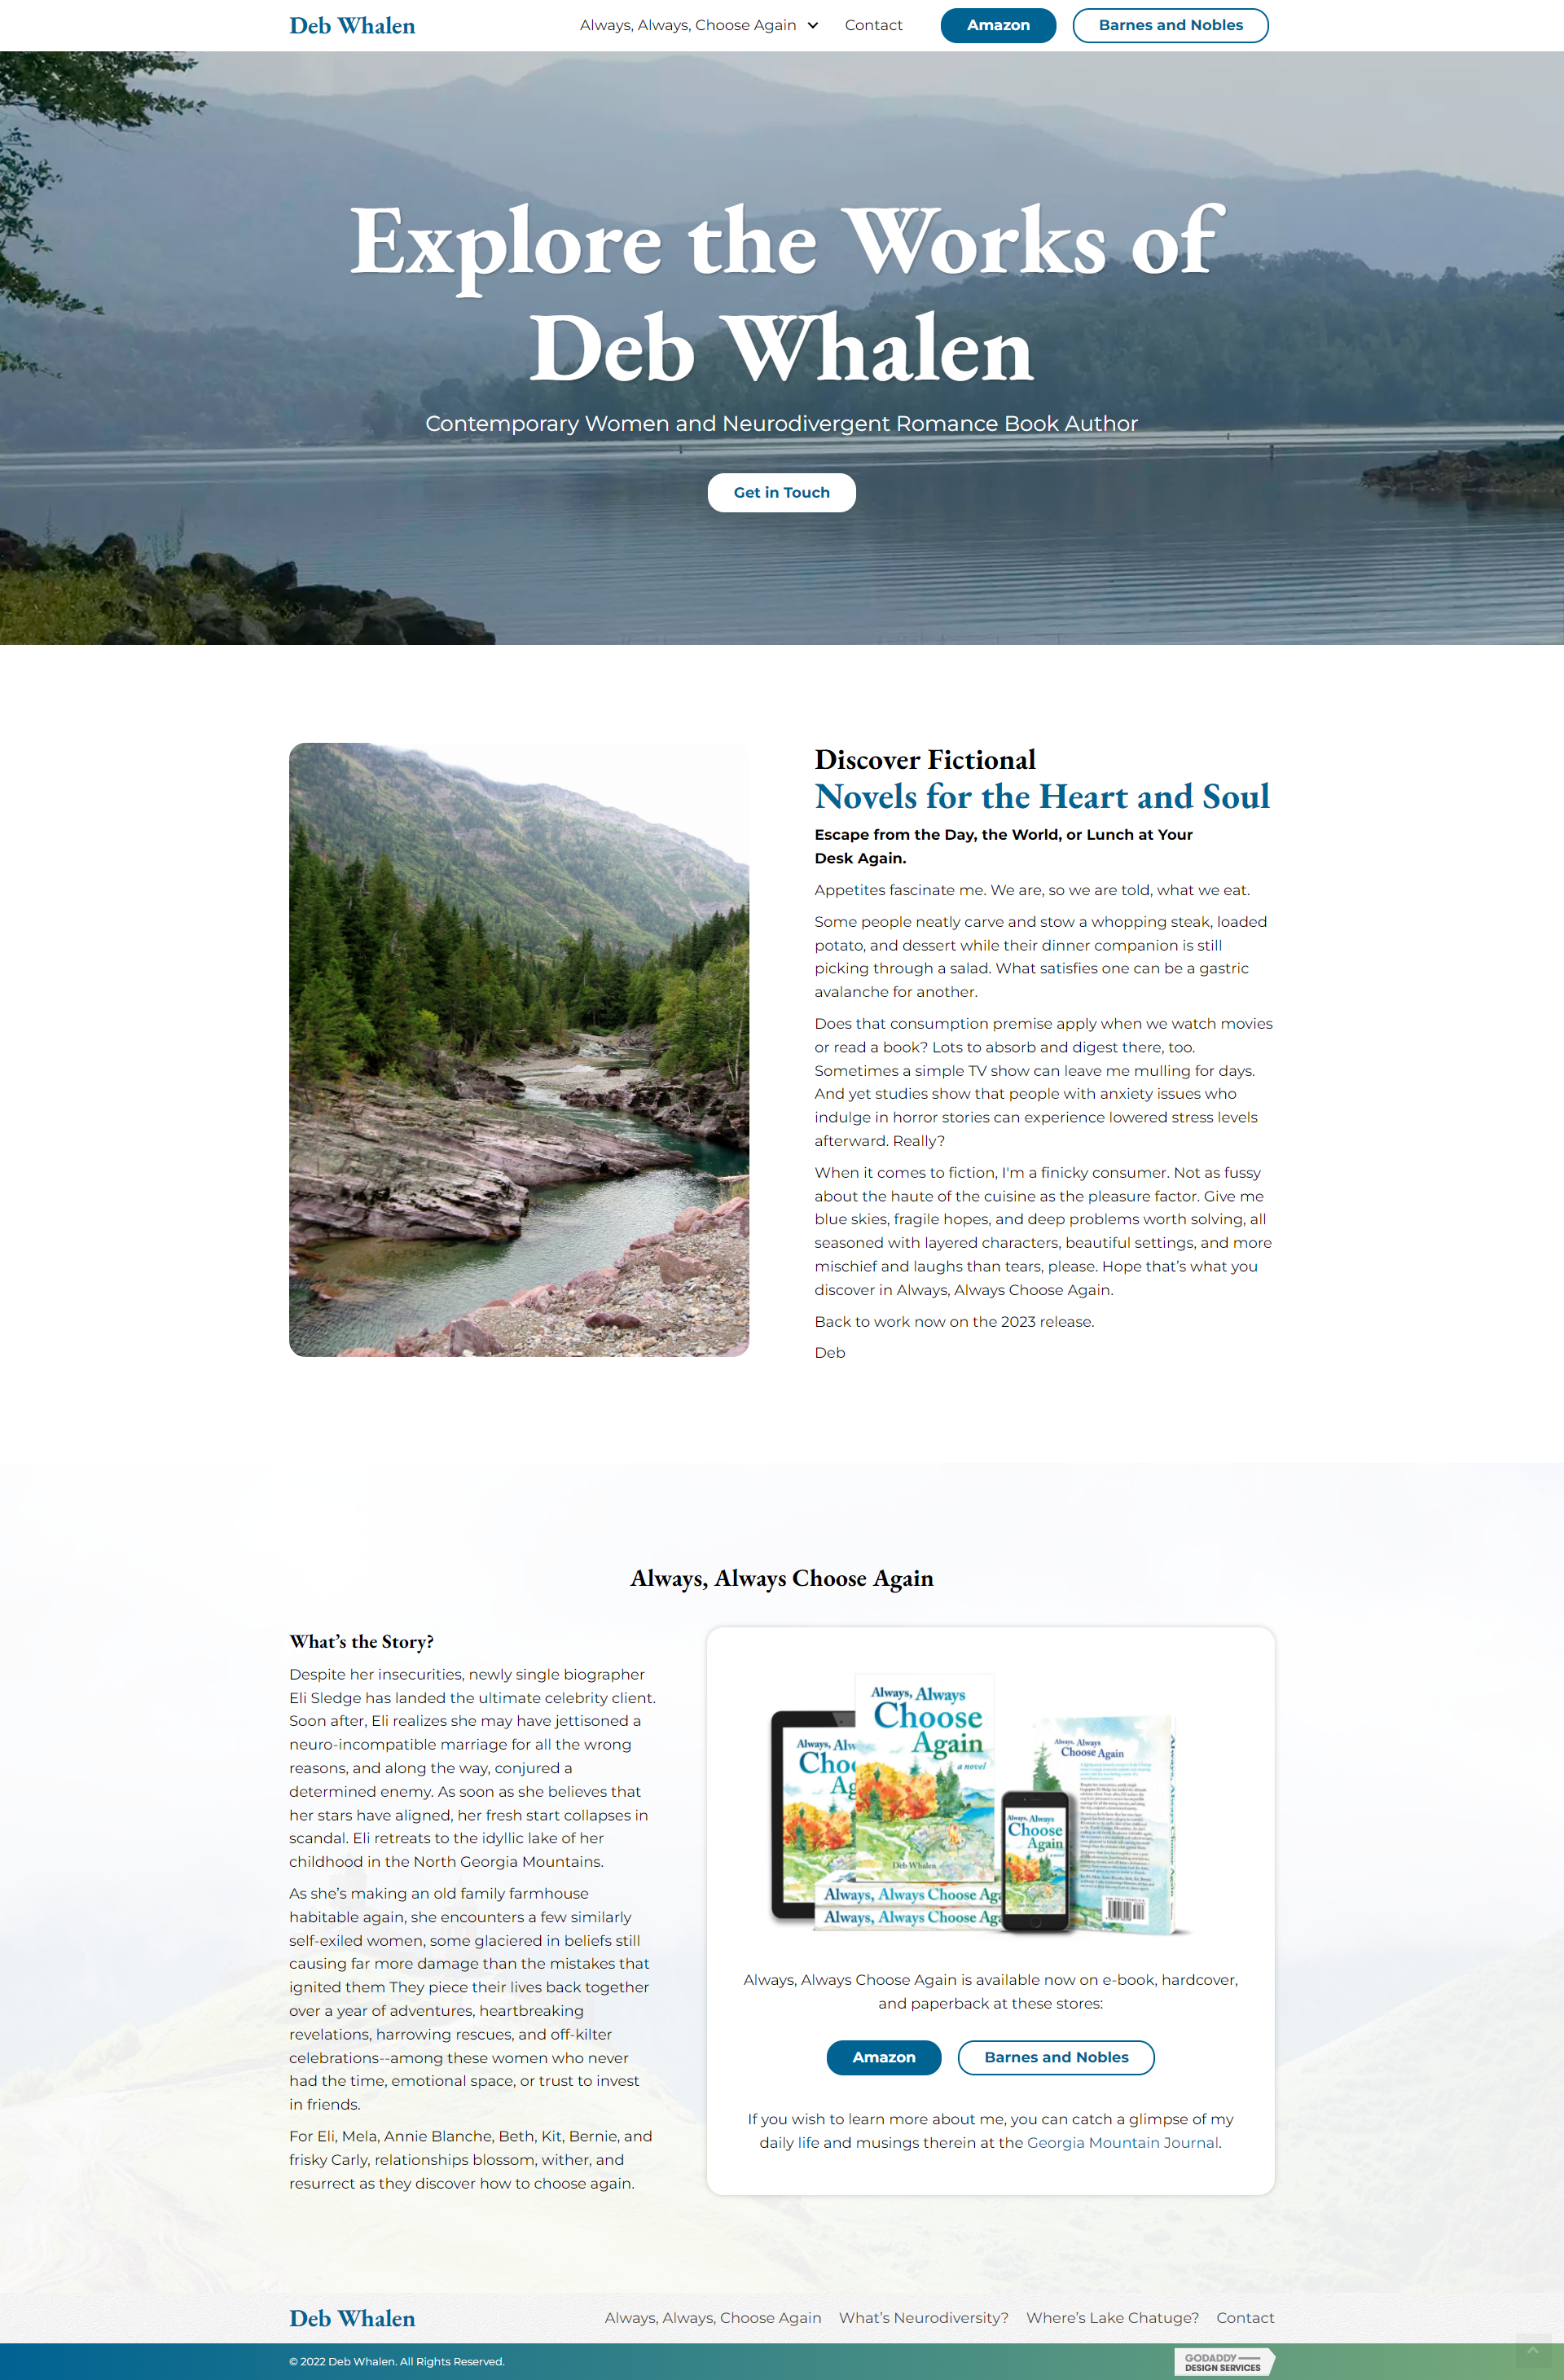 Deb Whalen
Always, Always, Choose Again
Contact
Amazon
Barnes and Nobles
Explore the Works of
Deb Whalen
Contemporary Women and Neurodivergent Romance Book Author
Get in Touch
Discover Fictional
Novels for the Heart and Soul
Escape from the Day, the World, or Lunch at Your
Desk Again.
Appetites fascinate me. We are, so we are told, what we eat.
Some people neatly carve and stow a whopping steak, loaded
potato, and dessert while their dinner companion is still
picking through a salad. What satisfies one can be a gastric
avalanche for another.
Does that consumption premise apply when we watch movies
or read a book? Lots to absorb and digest there, too.
Sometimes a simple TV show can leave me mulling for days.
And yet studies show that people with anxiety issues who
indulge in horror stories can experience lowered stress levels
afterward. Really?
When it comes to fiction, I'm a finicky consumer. Not as fussy
about the haute of the cuisine as the pleasure factor. Give me
blue skies, fragile hopes, and deep problems worth solving, all
seasoned with layered characters, beautiful settings, and more
mischief and laughs than tears, please. Hope that's what you
discover in Always, Always Choose Again.
Back to work now on the 2023 release.
Deb
Always, Always Choose Again
What's the Story?
Despite her insecurities, newly single biographer
Eli Sledge has landed the ultimate celebrity client.
Soon after, Eli realizes she may have jettisoned a
neuro-incompatible marriage for all the wrong
reasons, and along the way, conjured a
determined enemy. As soon as she believes that
her stars have aligned, her fresh start collapses in
scandal. Eli retreats to the idyllic lake of her
childhood in the North Georgia Mountains.
As she's making an old family farmhouse
habitable again, she encounters a few similarly
self-exiled women, some glaciered in beliefs still
causing far more damage than the mistakes that
ignited them They piece their lives back together
over a year of adventures, heartbreaking
revelations, harrowing rescues, and off-kilter
celebrations--among these women who never
had the time, emotional space, or trust to invest
in friends.
For Eli, Mela, Annie Blanche, Beth, Kit, Bernie, and
frisky Carly, relationships blossom, wither, and
resurrect as they discover how to choose again.
Always, Always
Choose
Again
a novel
Deb Whalen
Always, Alw
Choo
Ag
Always, Always Choose Aga
Always, Always Choose Aga
Always, Always
Choose
Again
a novel
Always, Always
Choose Again
Always, Always Choose Again is available now on e-book, hardcover,
and paperback at these stores:
Amazon
Barnes and Nobles
If you wish to learn more about me, you can catch a glimpse of my
daily life and musings therein at the Georgia Mountain Journal.
Deb Whalen
Always, Always, Choose Again
What's Neurodiversity?
Where's Lake Chatuge?
Contact
© 2022 Deb Whalen. All Rights Reserved.
GODADDY
DESIGN SERVICES